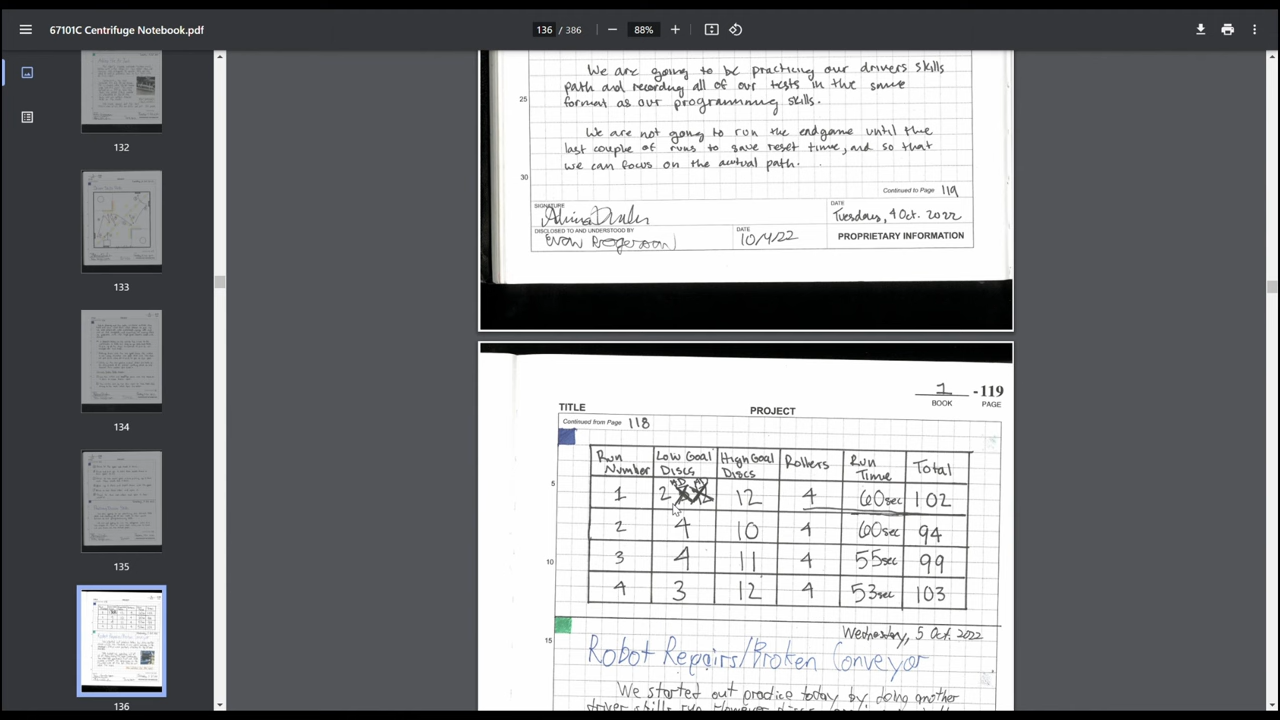 67101C Centrifuge Notebook.pdf
136 / 386
88%
132
133
134
135
136
25
We are going to be practicing our drivers skills
path and recording all of our tests in the same
format as our programming skills.
We are not going to run the endgame until the
last couple of runs to save reset time, and so that
we can focus on the actual path.
30
Continued to Page 119
SIGNATURE
DATE
Tuesday, 4 Oct. 2022
DISCLOSED TO AND UNDERSTOOD BY
Evan Rogerson
DATE
10/4/22
PROPRIETARY INFORMATION
1 -119
BOOK PAGE
TITLE PROJECT
Continued from Page 118
Run Number Low Goal Discs High Goal Discs Rollers Run Time Total
5
1 2 12 4 60sec 102
2 4 10 4 60sec 94
10
3 4 11 4 55sec 99
4 3 12 4 53sec 103
Wednesday, 5 Oct. 2022
15
Robot Repairs/Broken Conveyor
We started out practice today by doing another
driver skills run. However